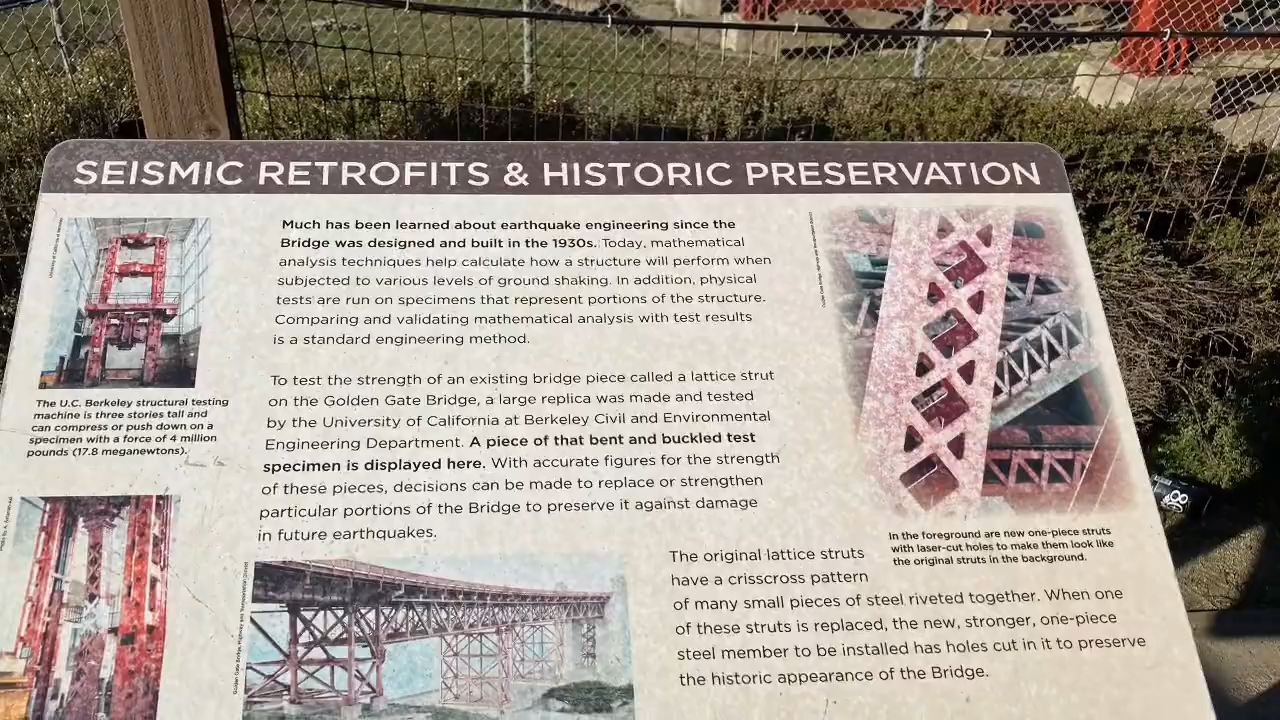 SEISMIC RETROFITS & HISTORIC PRESERVATION
Much has been learned about earthquake engineering since the
Bridge was designed and built in the 1930s. Today, mathematical
analysis techniques help calculate how a structure will perform when
subjected to various levels of ground shaking. In addition, physical
tests are run on specimens that represent portions of the structure.
Comparing and validating mathematical analysis with test results
is a standard engineering method.
To test the strength of an existing bridge piece called a lattice strut
on the Golden Gate Bridge, a large replica was made and tested
by the University of California at Berkeley Civil and Environmental
Engineering Department. A piece of that bent and buckled test
specimen is displayed here. With accurate figures for the strength
of these pieces, decisions can be made to replace or strengthen
particular portions of the Bridge to preserve it against damage
in future earthquakes.
The U.C. Berkeley structural testing
machine is three stories tall and
can compress or push down on a
specimen with a force of 4 million
pounds (17.8 meganewtons).
In the foreground are new one-piece struts
with laser-cut holes to make them look like
the original struts in the background.
The original lattice struts
have a crisscross pattern
of many small pieces of steel riveted together. When one
of these struts is replaced, the new, stronger, one-piece
steel member to be installed has holes cut in it to preserve
the historic appearance of the Bridge.
Golden Gate Bridge, Highway and Transportation District